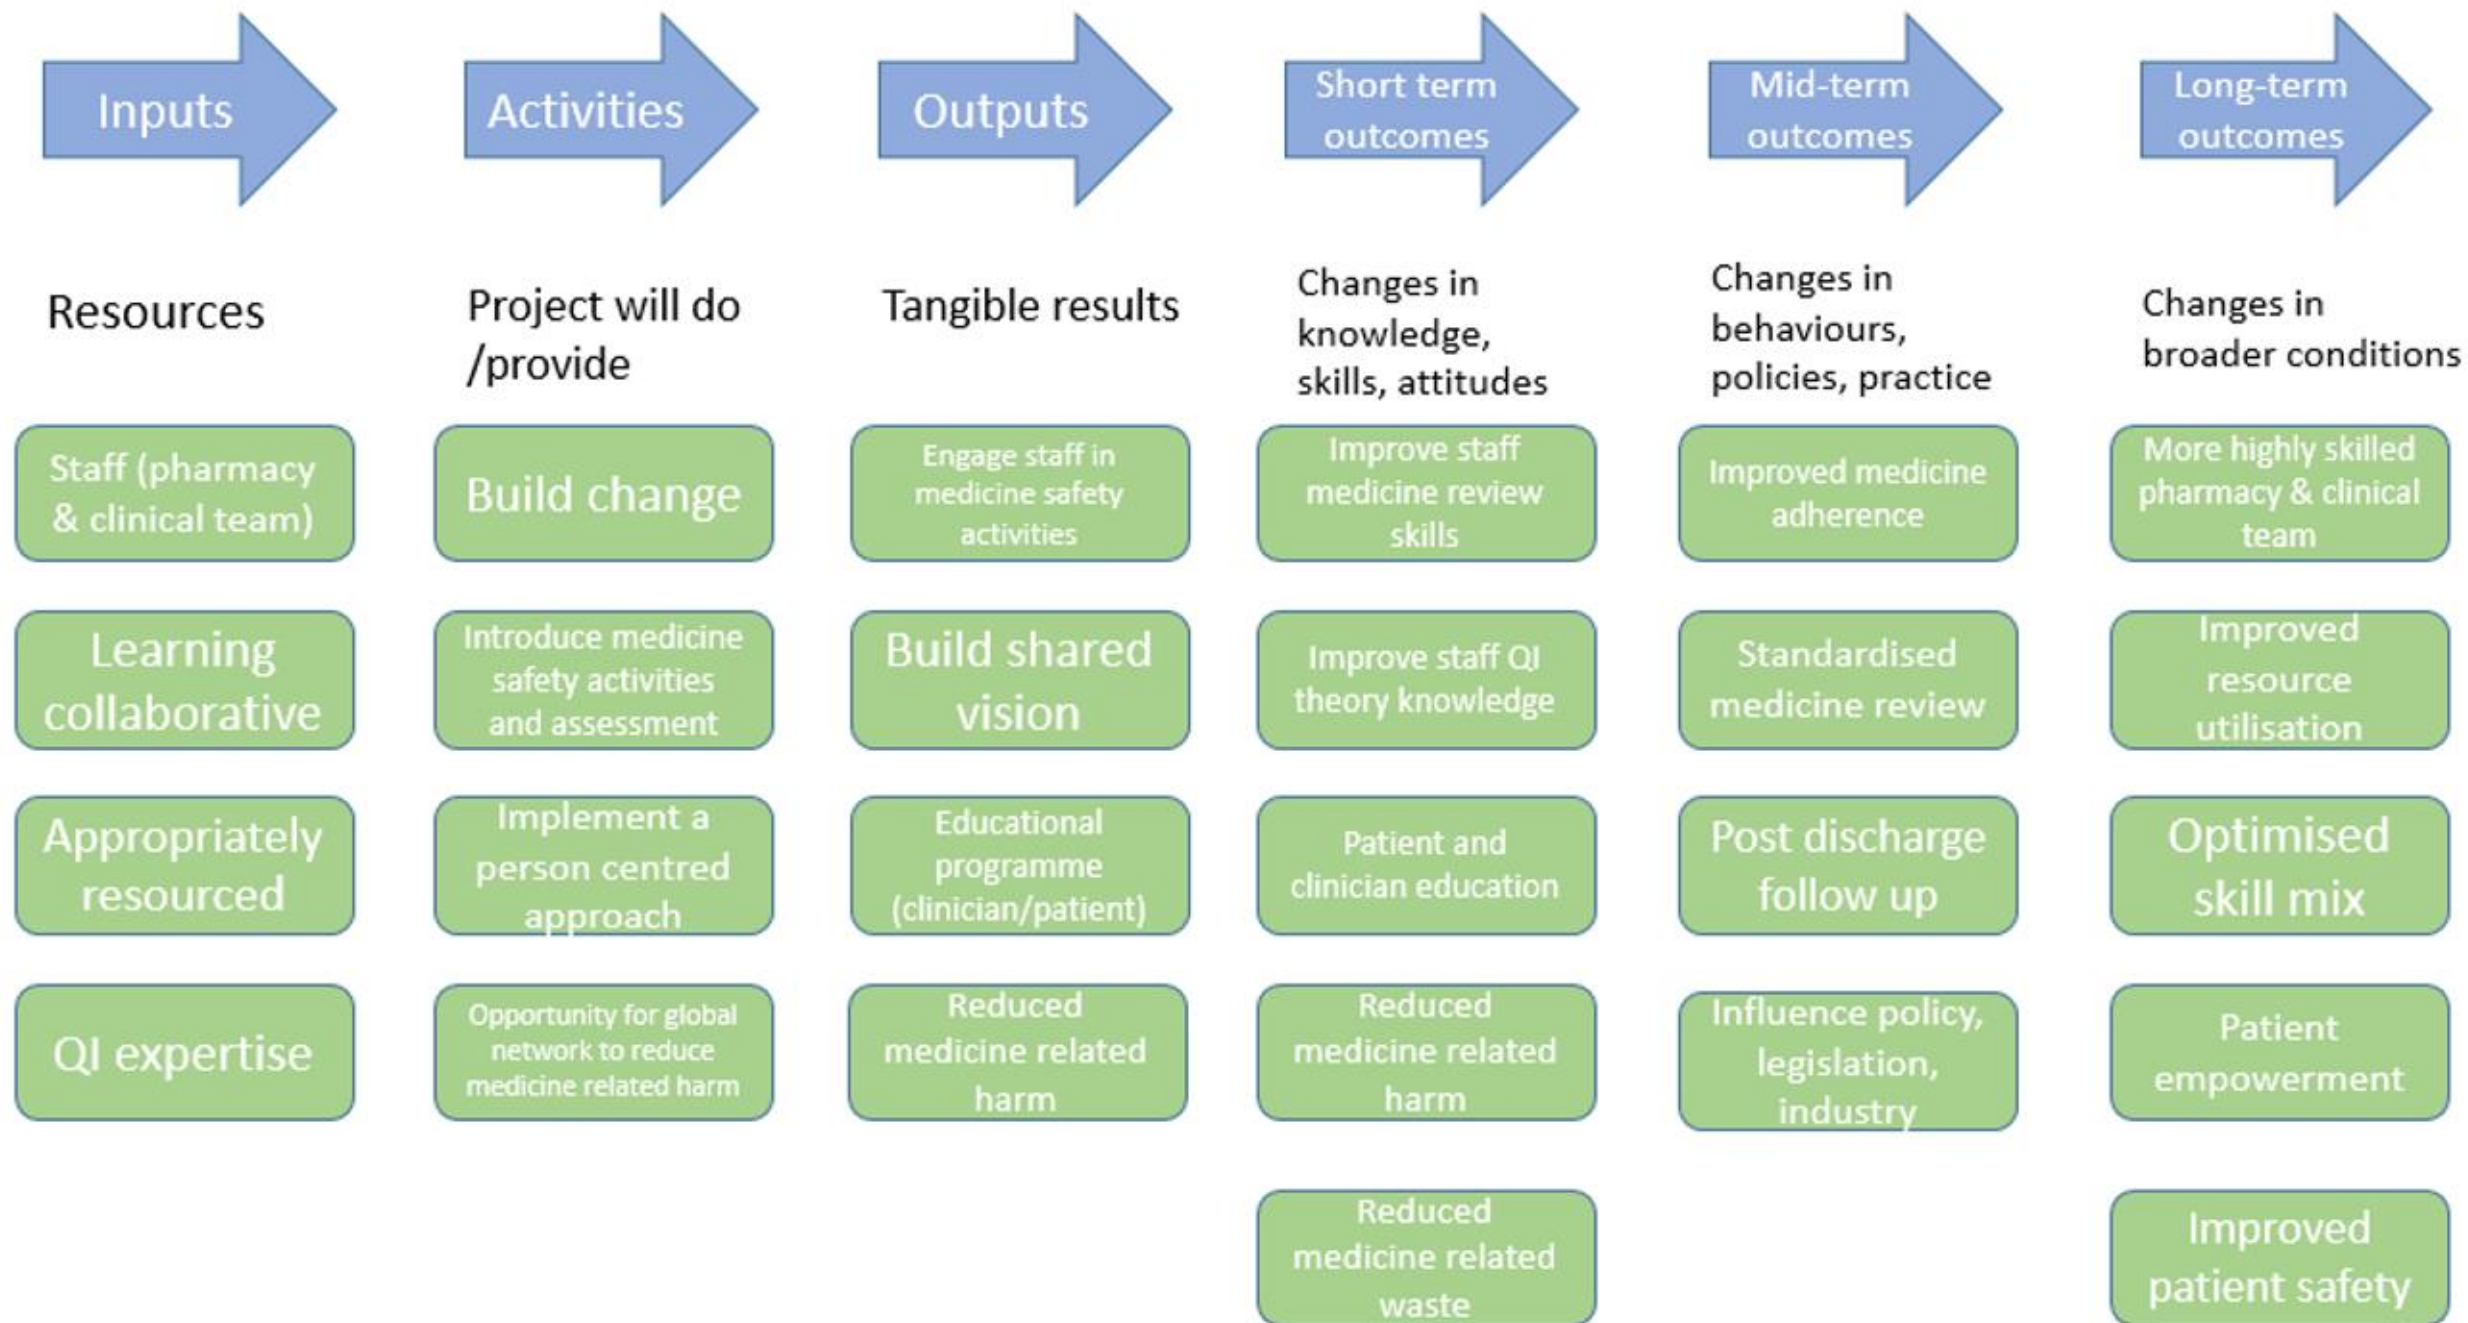 Inputs
Activities
Outputs
Short term
outcomes
Mid-term
outcomes
Long-term
outcomes
Resources
Project will do
/provide
Tangible results
Changes in
knowledge,
skills, attitudes
Changes in
behaviours,
policies, practice
Changes in
broader conditions
Staff (pharmacy
& clinical team)
Build change
Engage staff in
medicine safety
activities
Improve staff
medicine review
skills
Improved medicine
adherence
More highly skilled
pharmacy & clinical
team
Learning
collaborative
Introduce medicine
safety activities
and assessment
Build shared
vision
Improve staff QI
theory knowledge
Standardised
medicine review
Improved
resource
utilisation
Appropriately
resourced
Implement a
person centred
approach
Educational
programme
(clinician/patient)
Patient and
clinician education
Post discharge
follow up
Optimised
skill mix
QI expertise
Opportunity for global
network to reduce
medicine related harm
Reduced
medicine related
harm
Reduced
medicine related
harm
Influence policy,
legislation,
industry
Patient
empowerment
Reduced
medicine related
waste
Improved
patient safety